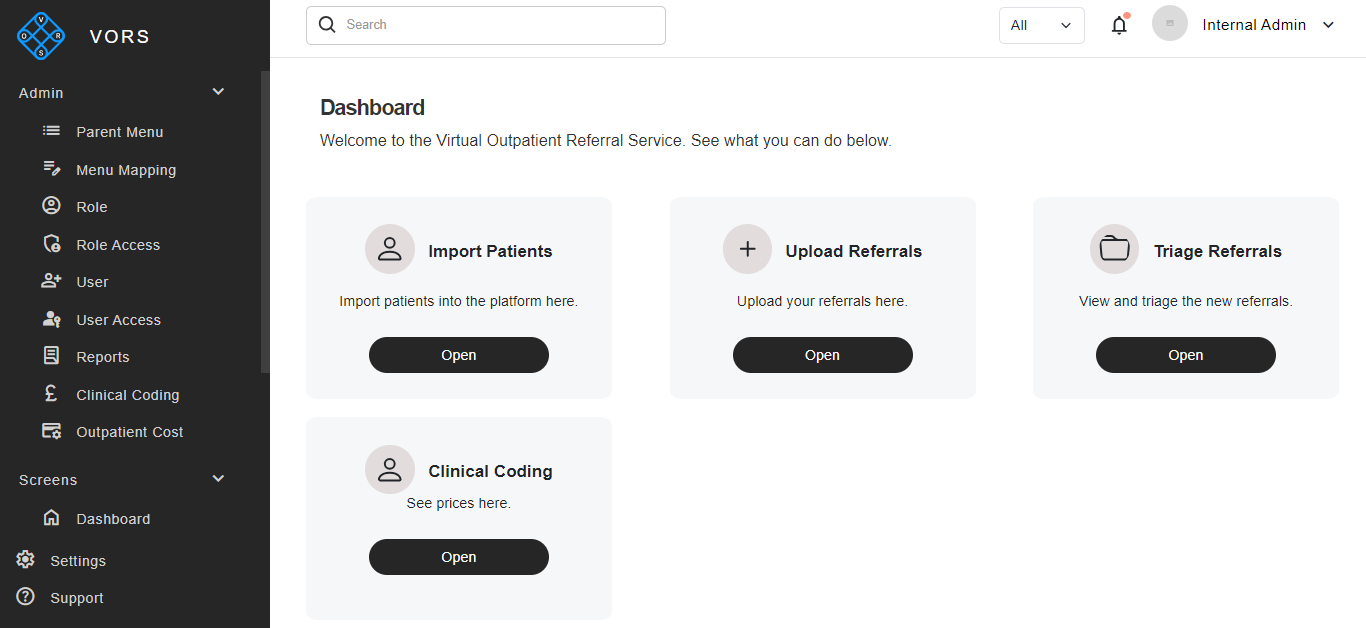 V
O R
S
VORS
Admin
Parent Menu
Menu Mapping
Role
Role Access
User
User Access
Reports
£ Clinical Coding
Outpatient Cost
Screens
Dashboard
Settings
? Support
Search
All
Internal Admin
Dashboard
Welcome to the Virtual Outpatient Referral Service. See what you can do below.
Import Patients
Import patients into the platform here.
Open
Upload Referrals
Upload your referrals here.
Open
Triage Referrals
View and triage the new referrals.
Open
Clinical Coding
See prices here.
Open